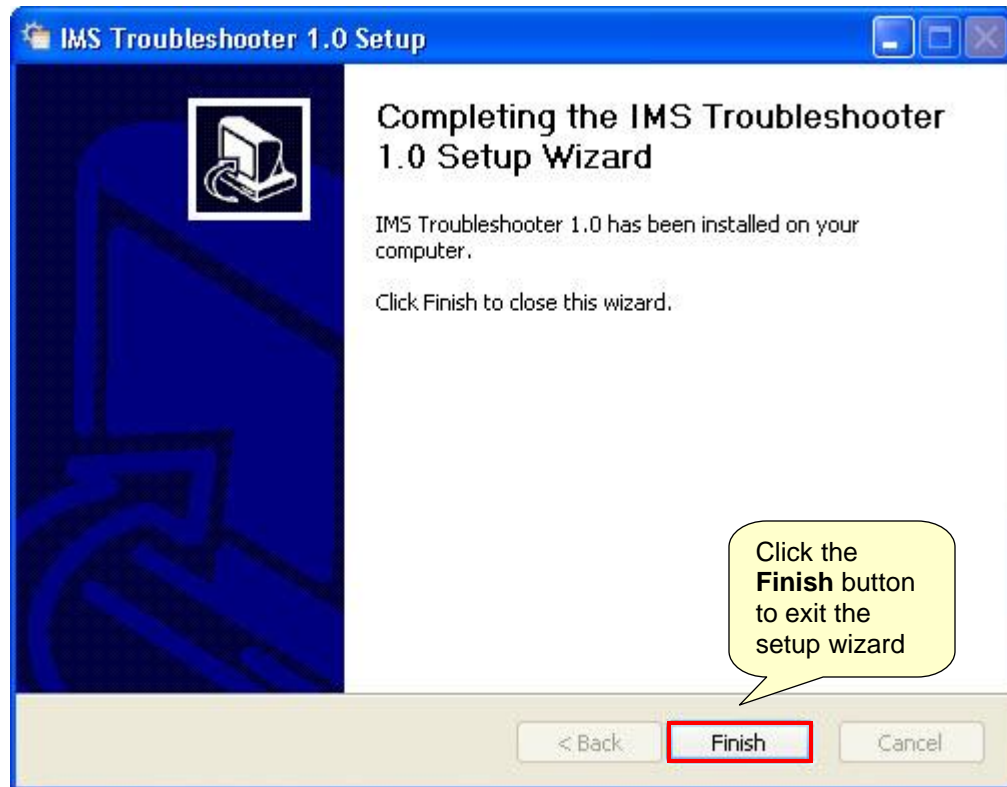 IMS Troubleshooter 1.0 Setup
Completing the IMS Troubleshooter
1.0 Setup Wizard
IMS Troubleshooter 1.0 has been installed on your
computer.
Click Finish to close this wizard.
Click the
Finish button
to exit the
setup wizard
< Back
Finish
Cancel